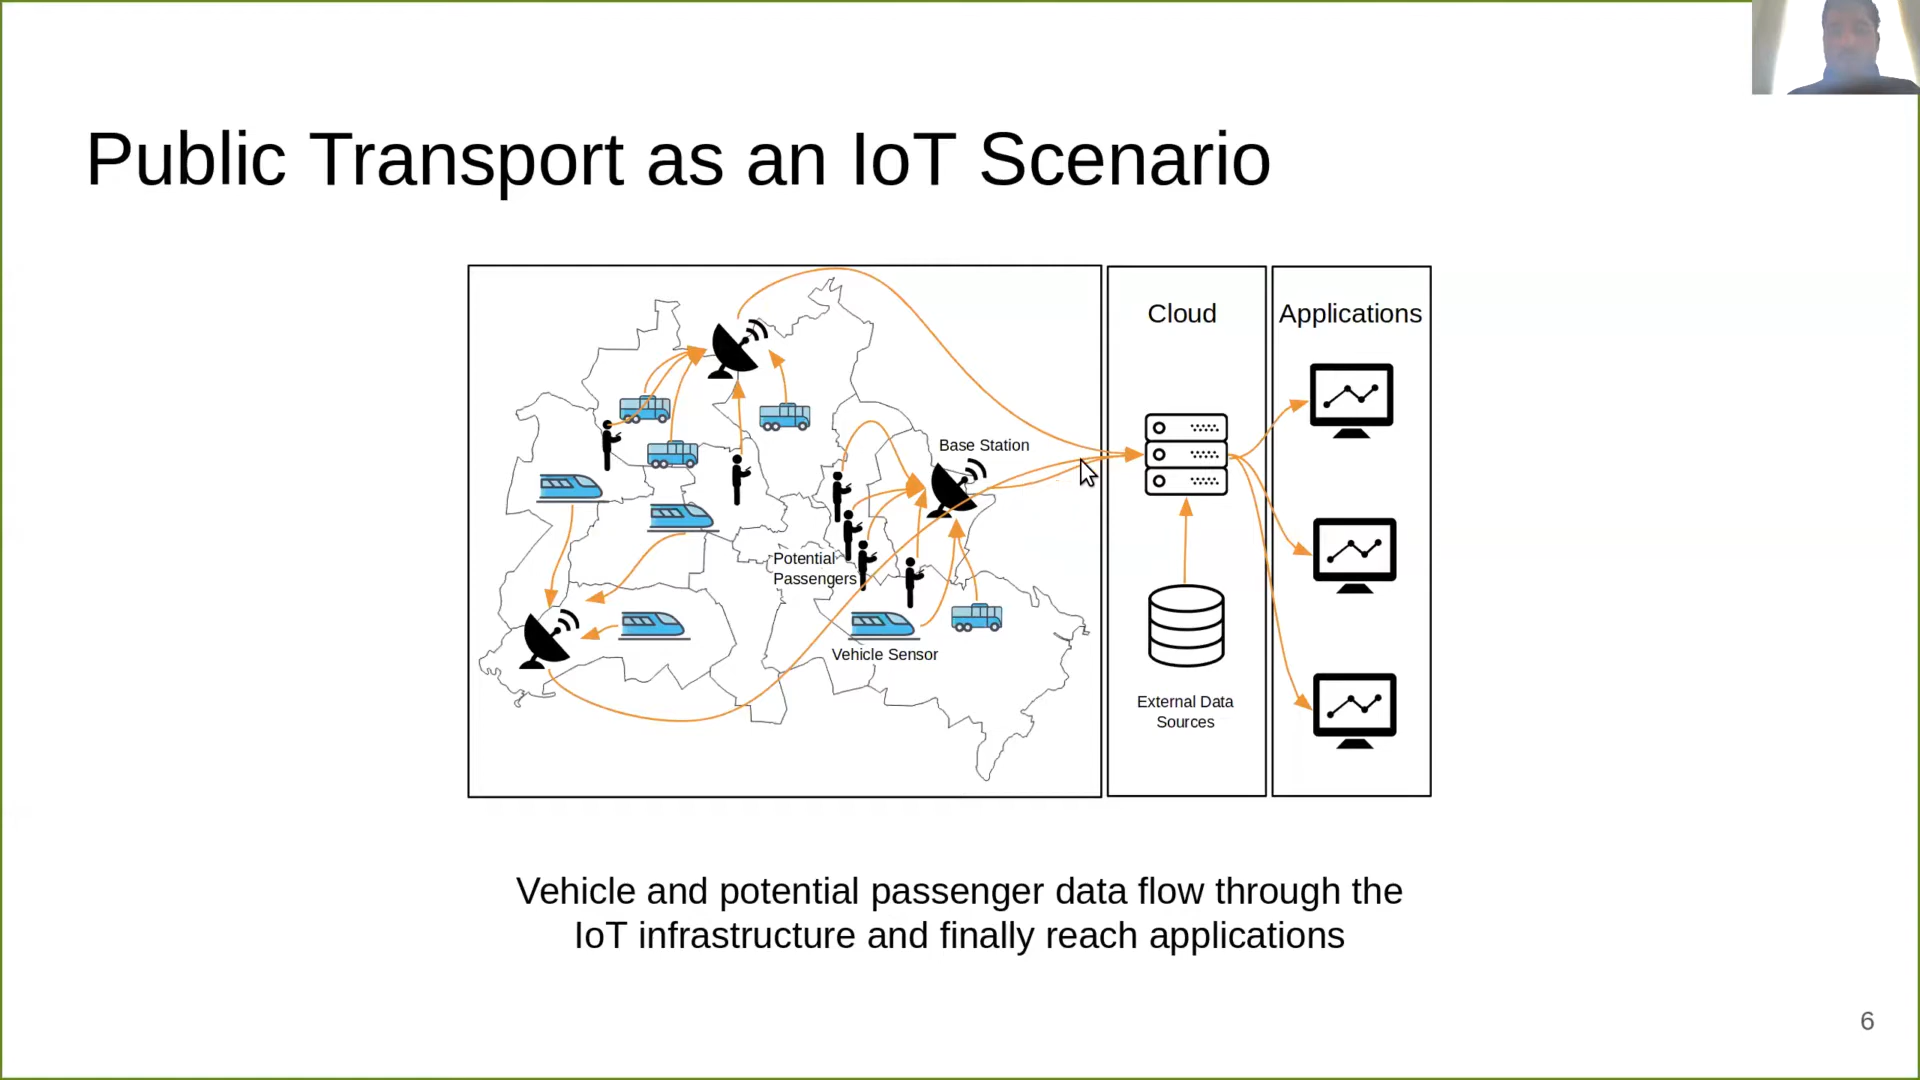 Public Transport as an IoT Scenario
Cloud
Applications
Base Station
Potential
Passengers
Vehicle Sensor
External Data
Sources
Vehicle and potential passenger data flow through the
IoT infrastructure and finally reach applications
6